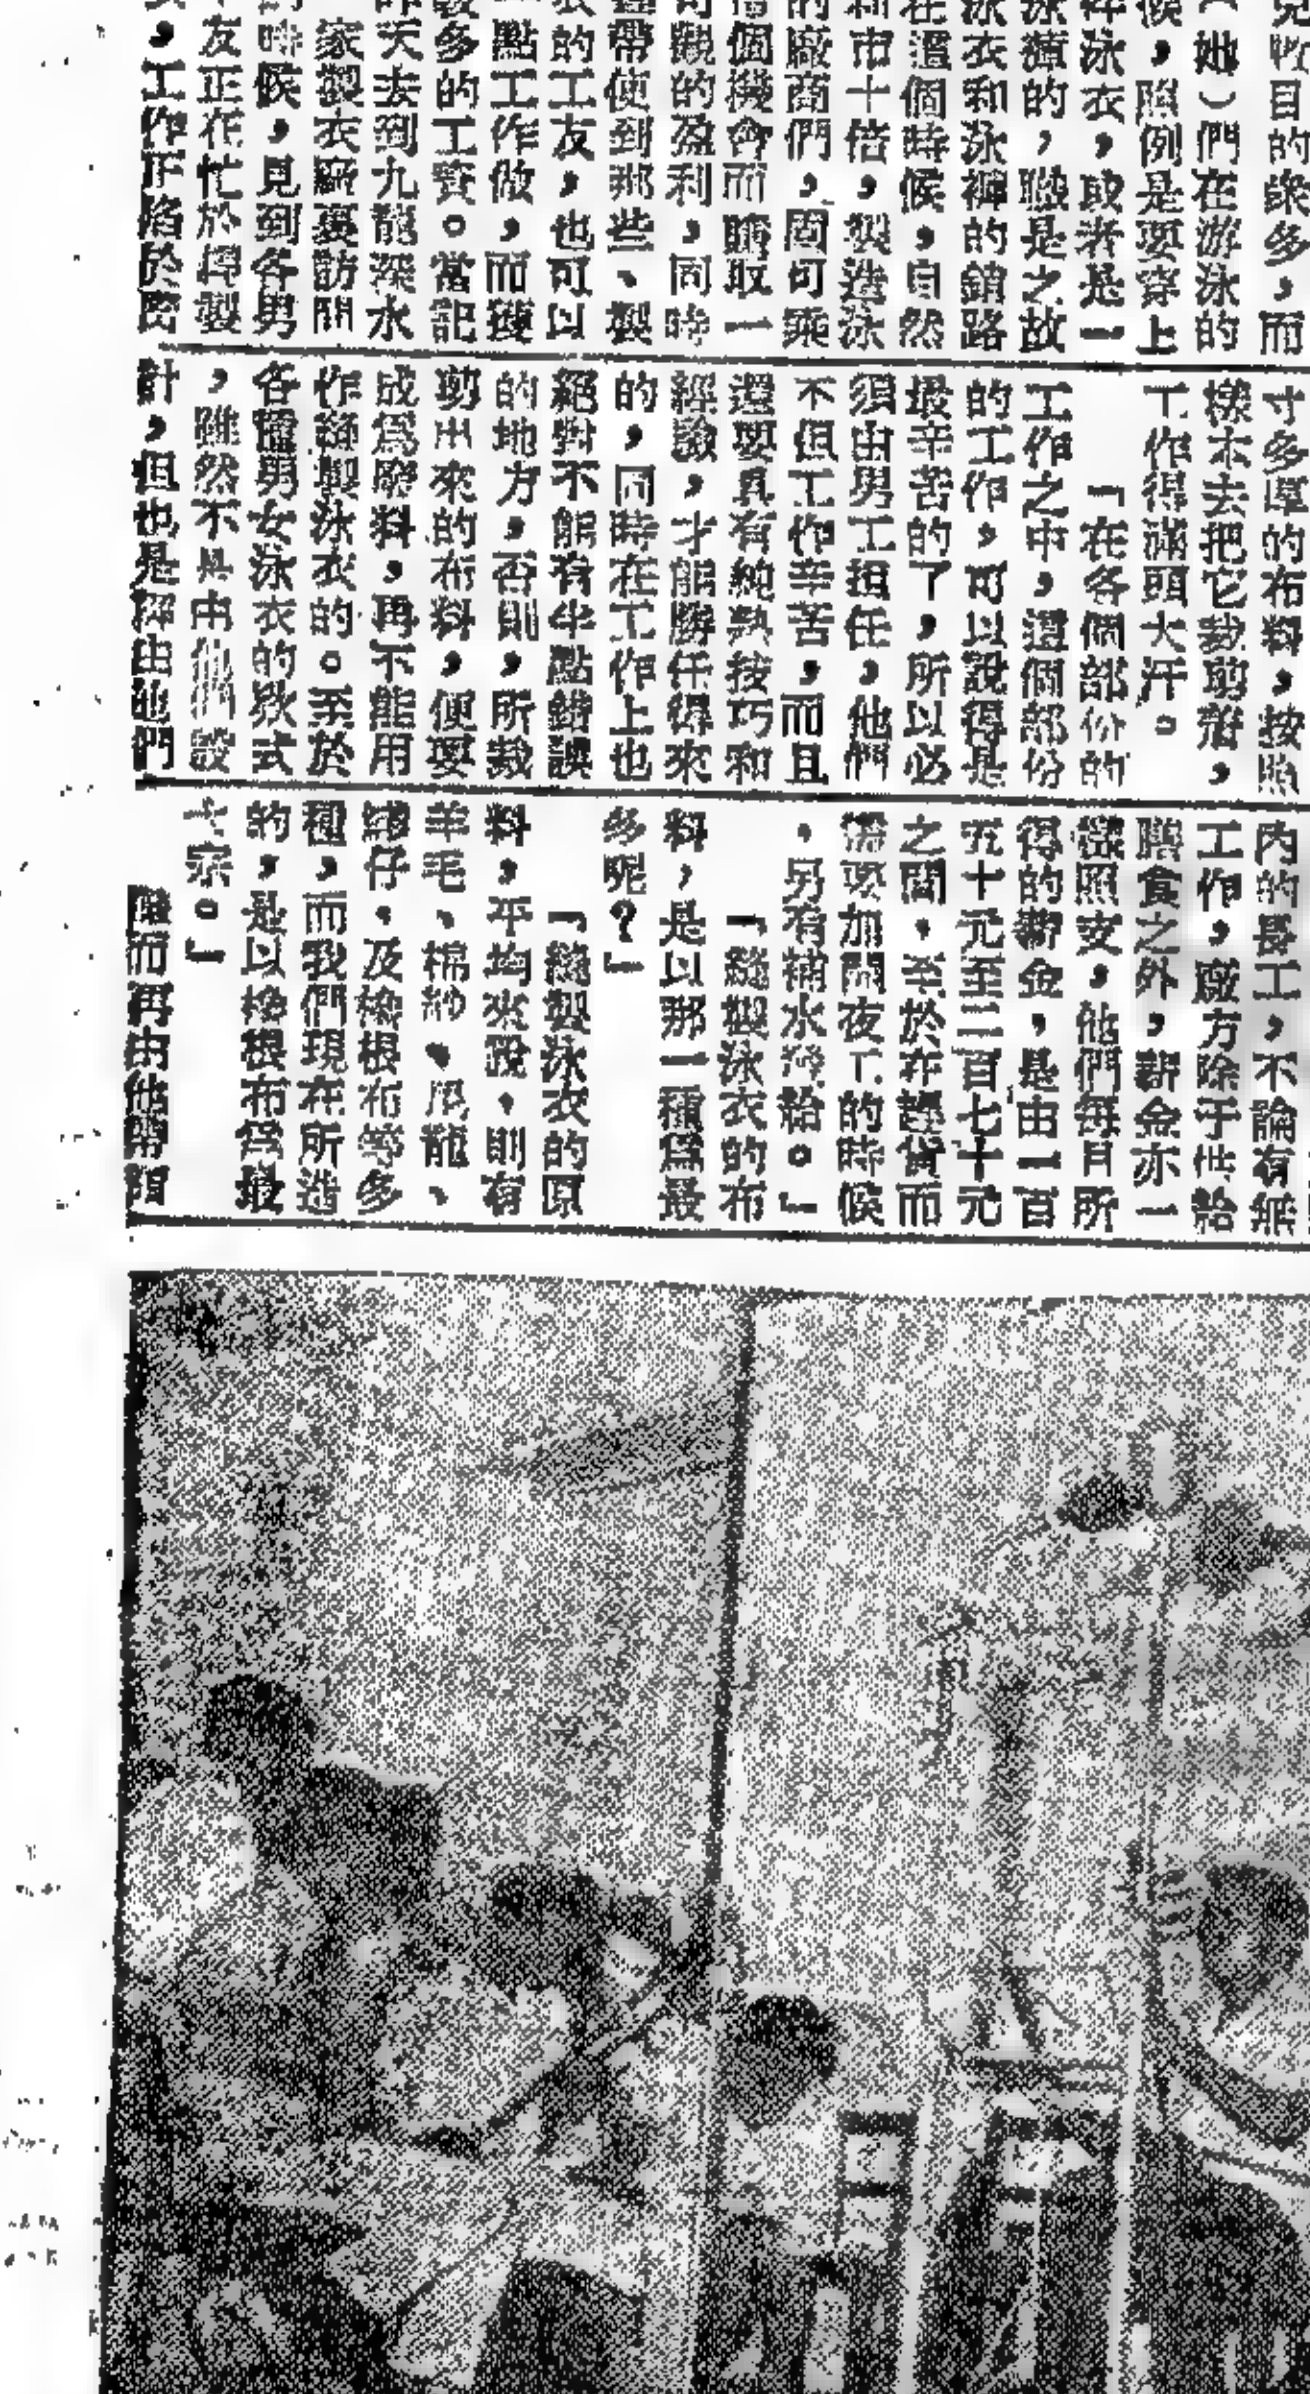 兒眦目的衆多，而
（她）們在游泳的
候，照例是要穿上
件泳衣，或者是一
泳褲的，職是之故
泳衣和泳褲的銷路
在這個時候，自然
和市十倍，製造泳
的廠商們，固可乘
這個機會而賺取一
可觀的盈利，同時
連帶使到那些、製
衣的工友，也可以
一點工作做，而獲
較多的工資。當記
昨天去到九龍深水
家製衣廠裏訪問
的時候，見到各男
友正在忙於縫製
，工作正陷於緊
寸多厚的布料，按照
樣本去把它裁剪着，
工作得滿頭大汗。
「在各個部份的
工作之中，這個部份
的工作，可以說得是
最辛苦的了，所以必
須由男工担任，他們
不但工作辛苦，而且
還要具有純熟技巧和
經驗，才能勝任得來
的，同時在工作上也
絕對不能有半點錯誤
的地方，否則，所裁
剪出來的布料，便要
成爲廢料，再不能用
作縫製泳衣的。至於
各種男女泳衣的欵式
，雖然不是由他們設
計，但也是經由他們
內的長工，不論有無
工作，廠方除了供給
膳食之外，薪金亦一
樣照支，他們每月所
得的薪金，是由一百
五十元至二百七十元
之間，至於在趕貨而
需要加開夜工的時候
，另有補水發給。」
「縫製泳衣的布
料，是以那一種爲最
多呢？」
「縫製泳衣的原
料，平均來說，則有
羊毛、棉紗、尼龍、
仔，及橡根布等多
種，而我們現在所造
的，是以橡根布爲最
大宗。」
繼而再由他帶領